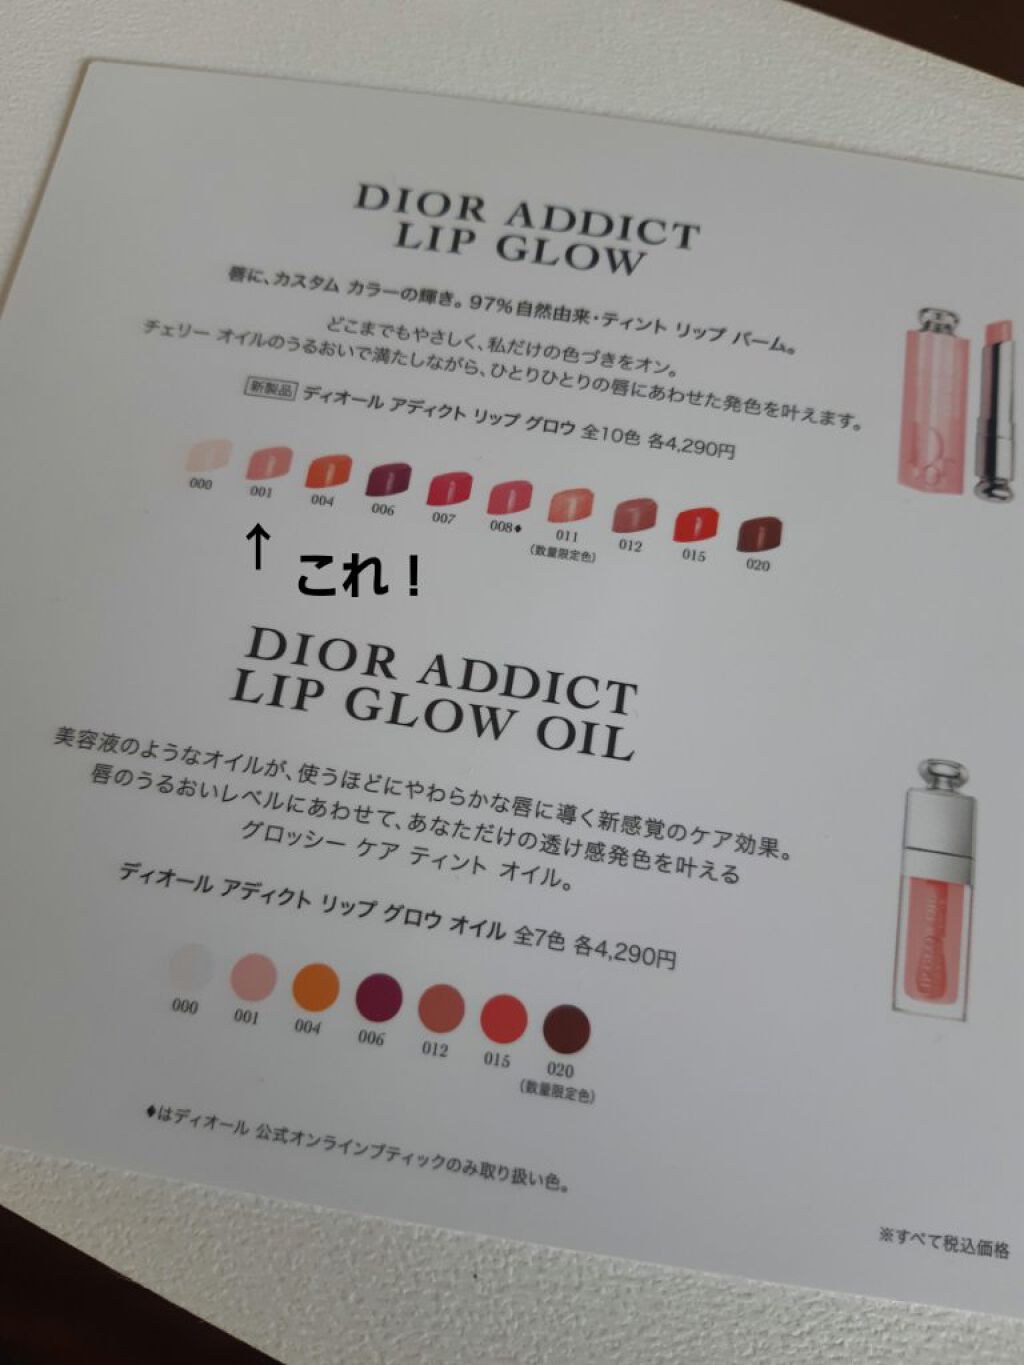 DIOR ADDICT
LIP GLOW
唇に、カスタム カラーの輝き。97%自然由来・ティント リップ バーム。
どこまでもやさしく、私だけの色づきをオン。
チェリー オイルのうるおいで満たしながら、ひとりひとりの唇にあわせた発色を叶えます。
新製品 ディオール アディクト リップ グロウ 全10色 各4,290円
000 001 004 006 007 008♦ 011 012 015 020
(数量限定色)
↑ これ！
DIOR ADDICT
LIP GLOW OIL
美容液のようなオイルが、使うほどにやわらかな唇に導く新感覚のケア効果。
唇のうるおいレベルにあわせて、あなただけの透け感発色を叶える
グロッシー ケア ティント オイル。
ディオール アディクト リップ グロウ オイル 全7色 各4,290円
000 001 004 006 012 015 020
(数量限定色)
♦はディオール 公式オンラインブティックのみ取り扱い色。
※すべて税込価格